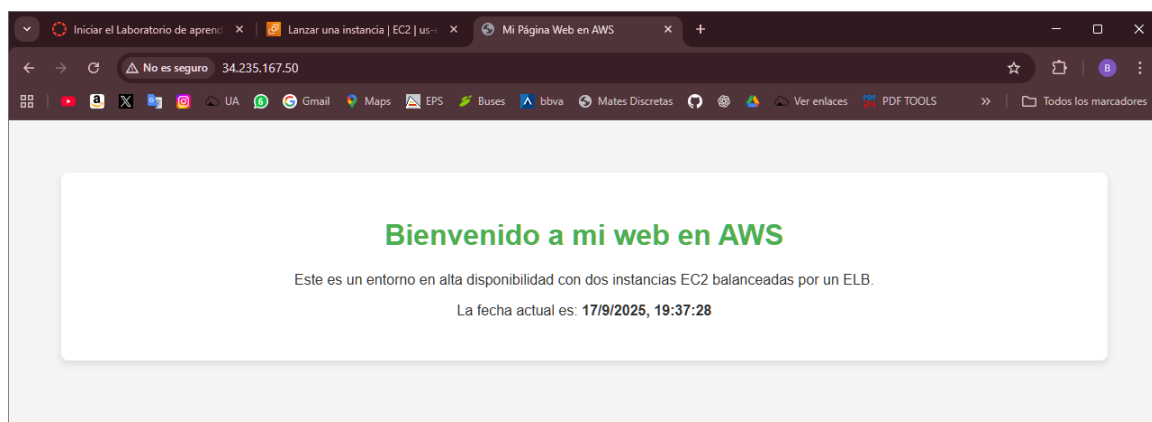 Iniciar el Laboratorio de aprend
Lanzar una instancia | EC2 | us-e
Mi Página Web en AWS
No es seguro 34.235.167.50
B
UA
Gmail
Maps
EPS
Buses
bbva
Mates Discretas
Ver enlaces
PDF TOOLS
Todos los marcadores
Bienvenido a mi web en AWS
Este es un entorno en alta disponibilidad con dos instancias EC2 balanceadas por un ELB.
La fecha actual es: 17/9/2025, 19:37:28